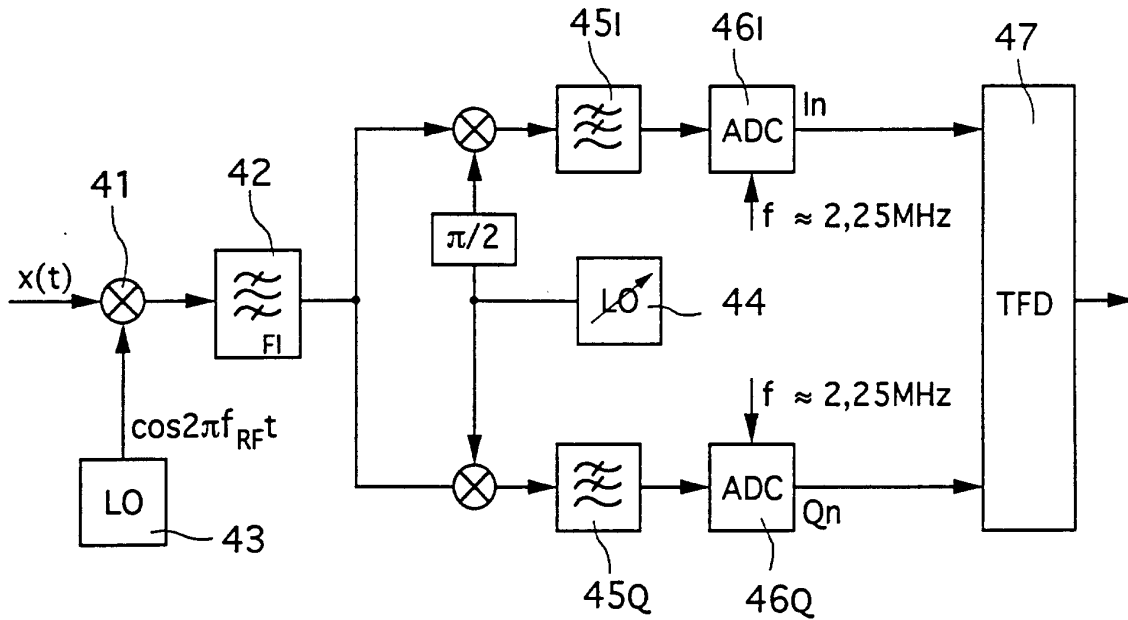 45I
46I
47
In
ADC
41
42
f ≈ 2,25MHz
π/2
x(t)
LO
44
TFD
FI
f ≈ 2,25MHz
cos2πf_RFt
LO
43
ADC
Qn
45Q
46Q